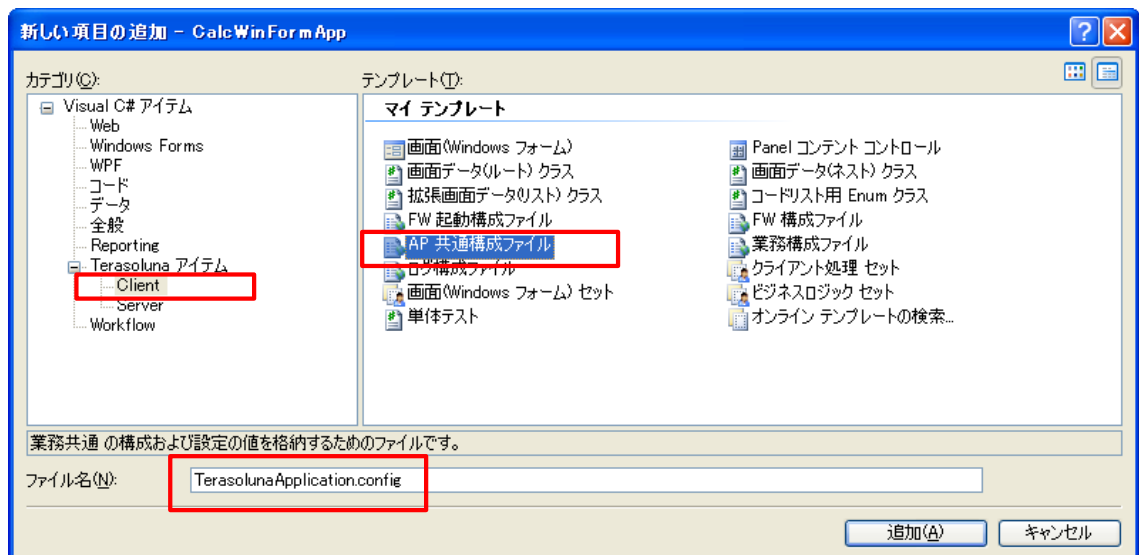 新しい項目の追加 - CalcWinFormApp
カテゴリ(C):
Visual C# アイテム
Web
Windows Forms
WPF
コード
データ
全般
Reporting
Terasoluna アイテム
Client
Server
Workflow
テンプレート(T):
マイ テンプレート
画面(Windows フォーム)
Panel コンテント コントロール
画面データ(ルート) クラス
画面データ(ネスト) クラス
拡張画面データ(リスト) クラス
コードリスト用 Enum クラス
FW 起動構成ファイル
FW 構成ファイル
AP 共通構成ファイル
業務構成ファイル
ログ構成ファイル
クライアント処理 セット
画面(Windows フォーム) セット
ビジネスロジック セット
単体テスト
オンライン テンプレートの検索...
業務共通 の構成および設定の値を格納するためのファイルです。
ファイル名(N):
TerasolunaApplication.config
追加(A)
キャンセル